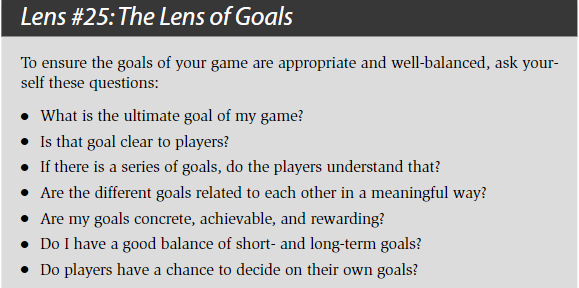 Lens #25: The Lens of Goals
To ensure the goals of your game are appropriate and well-balanced, ask your-
self these questions:
● What is the ultimate goal of my game?
● Is that goal clear to players?
● If there is a series of goals, do the players understand that?
● Are the different goals related to each other in a meaningful way?
● Are my goals concrete, achievable, and rewarding?
● Do I have a good balance of short- and long-term goals?
● Do players have a chance to decide on their own goals?